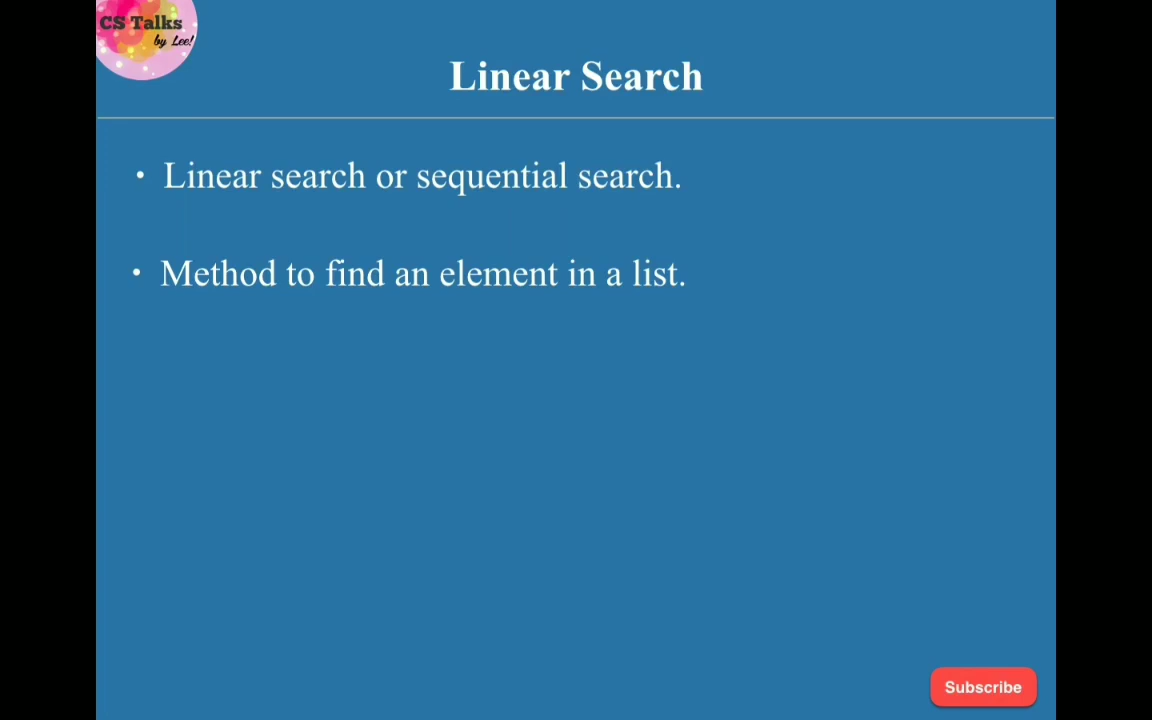 CS Talks
by Lee!
Linear Search
• Linear search or sequential search.
• Method to find an element in a list.
Subscribe